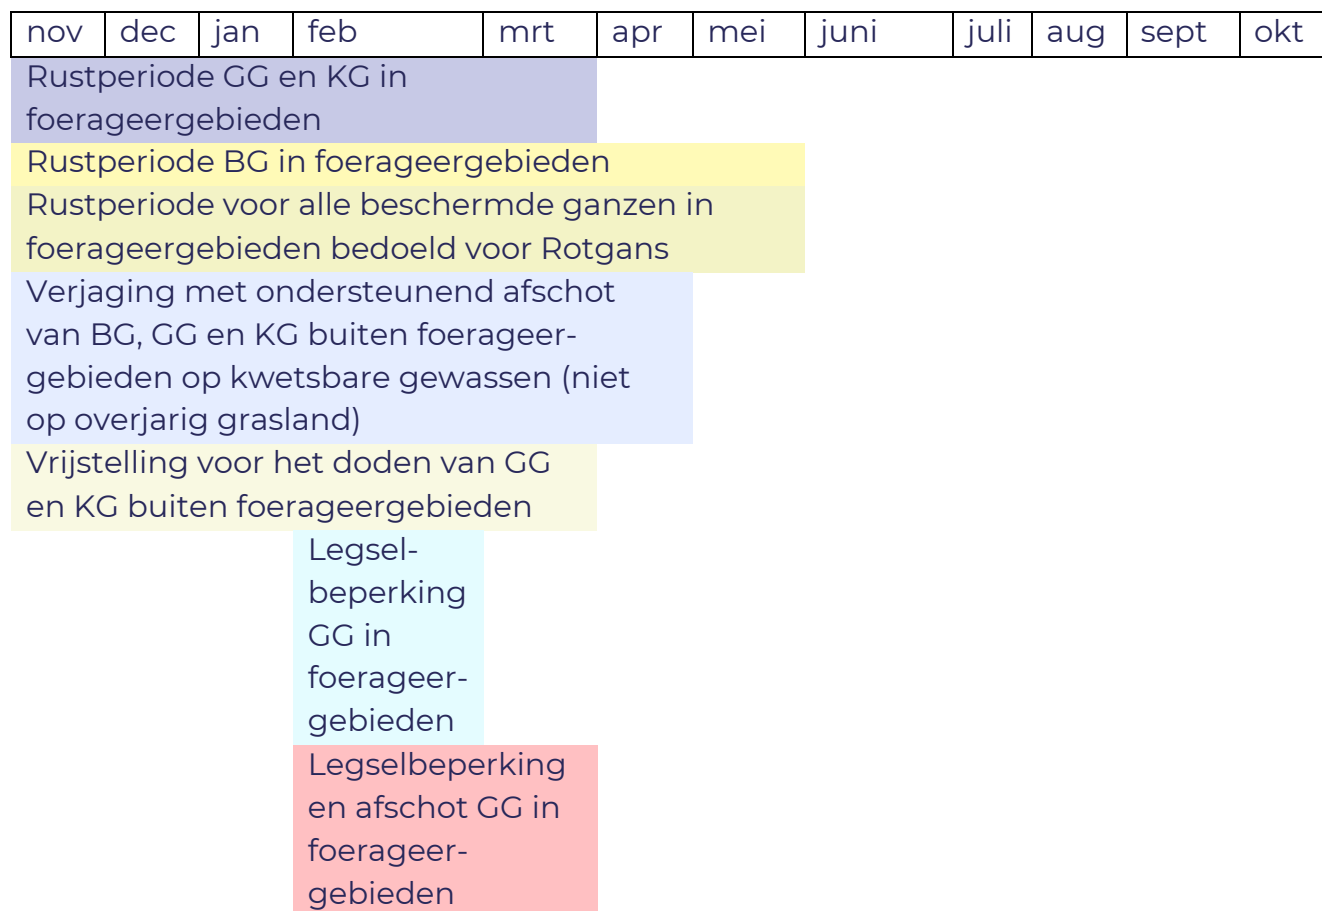 nov dec jan feb mrt apr mei juni juli aug sept okt
Rustperiode GG en KG in
foerageergebieden
Rustperiode BG in foerageergebieden
Rustperiode voor alle beschermde ganzen in
foerageergebieden bedoeld voor Rotgans
Verjaging met ondersteunend afschot
van BG, GG en KG buiten foerageer-
gebieden op kwetsbare gewassen (niet
op overjarig grasland)
Vrijstelling voor het doden van GG
en KG buiten foerageergebieden
Legsel-
beperking
GG in
foerageer-
gebieden
Legselbeperking
en afschot GG in
foerageer-
gebieden